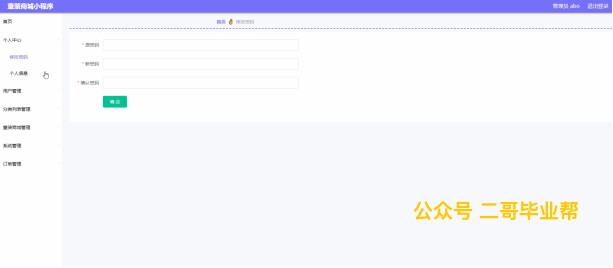 童装商城小程序
管理员 abo 退出登录
首页
首页 修改密码
个人中心
* 原密码
修改密码
* 新密码
个人信息
* 确认密码
用户管理
确 定
分类列表管理
童装商城管理
系统管理
订单管理
公众号 二哥毕业帮